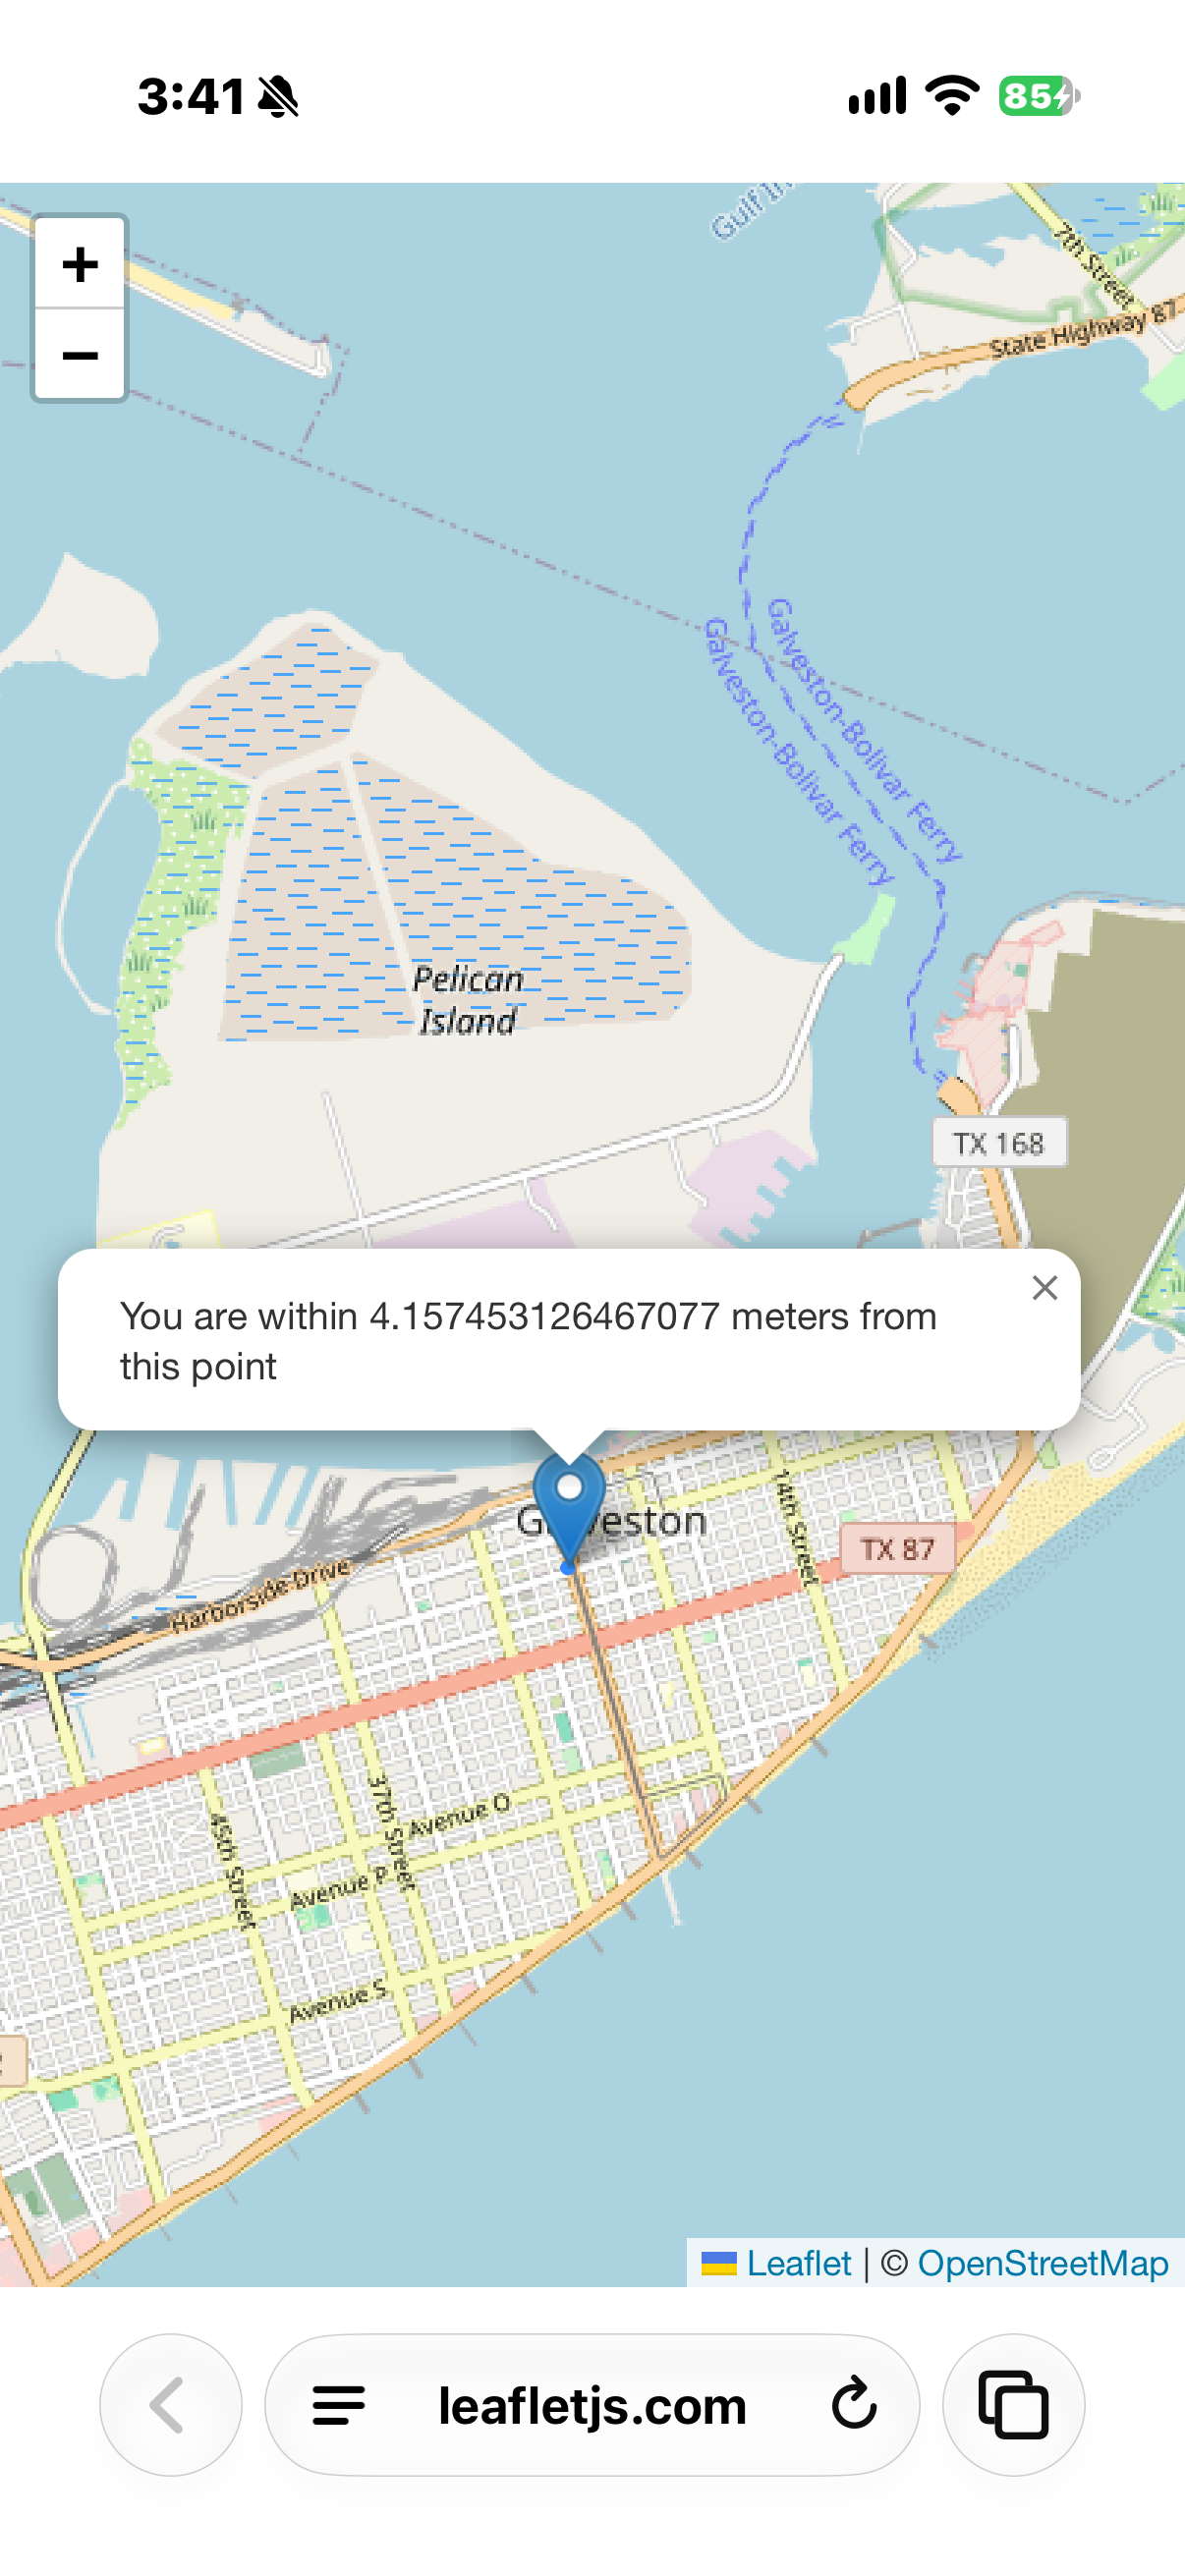 3:41
85
Gulf In
7th Street
State Highway 87
+
−
Galveston-Bolivar Ferry
Galveston-Bolivar Ferry
Pelican
Island
TX 168
You are within 4.157453126467077 meters from
this point
×
14th Street
TX 87
Harborside Drive
37th Street
Avenue O
45th Street
Avenue P
Avenue S
Leaflet | © OpenStreetMap
leafletjs.com